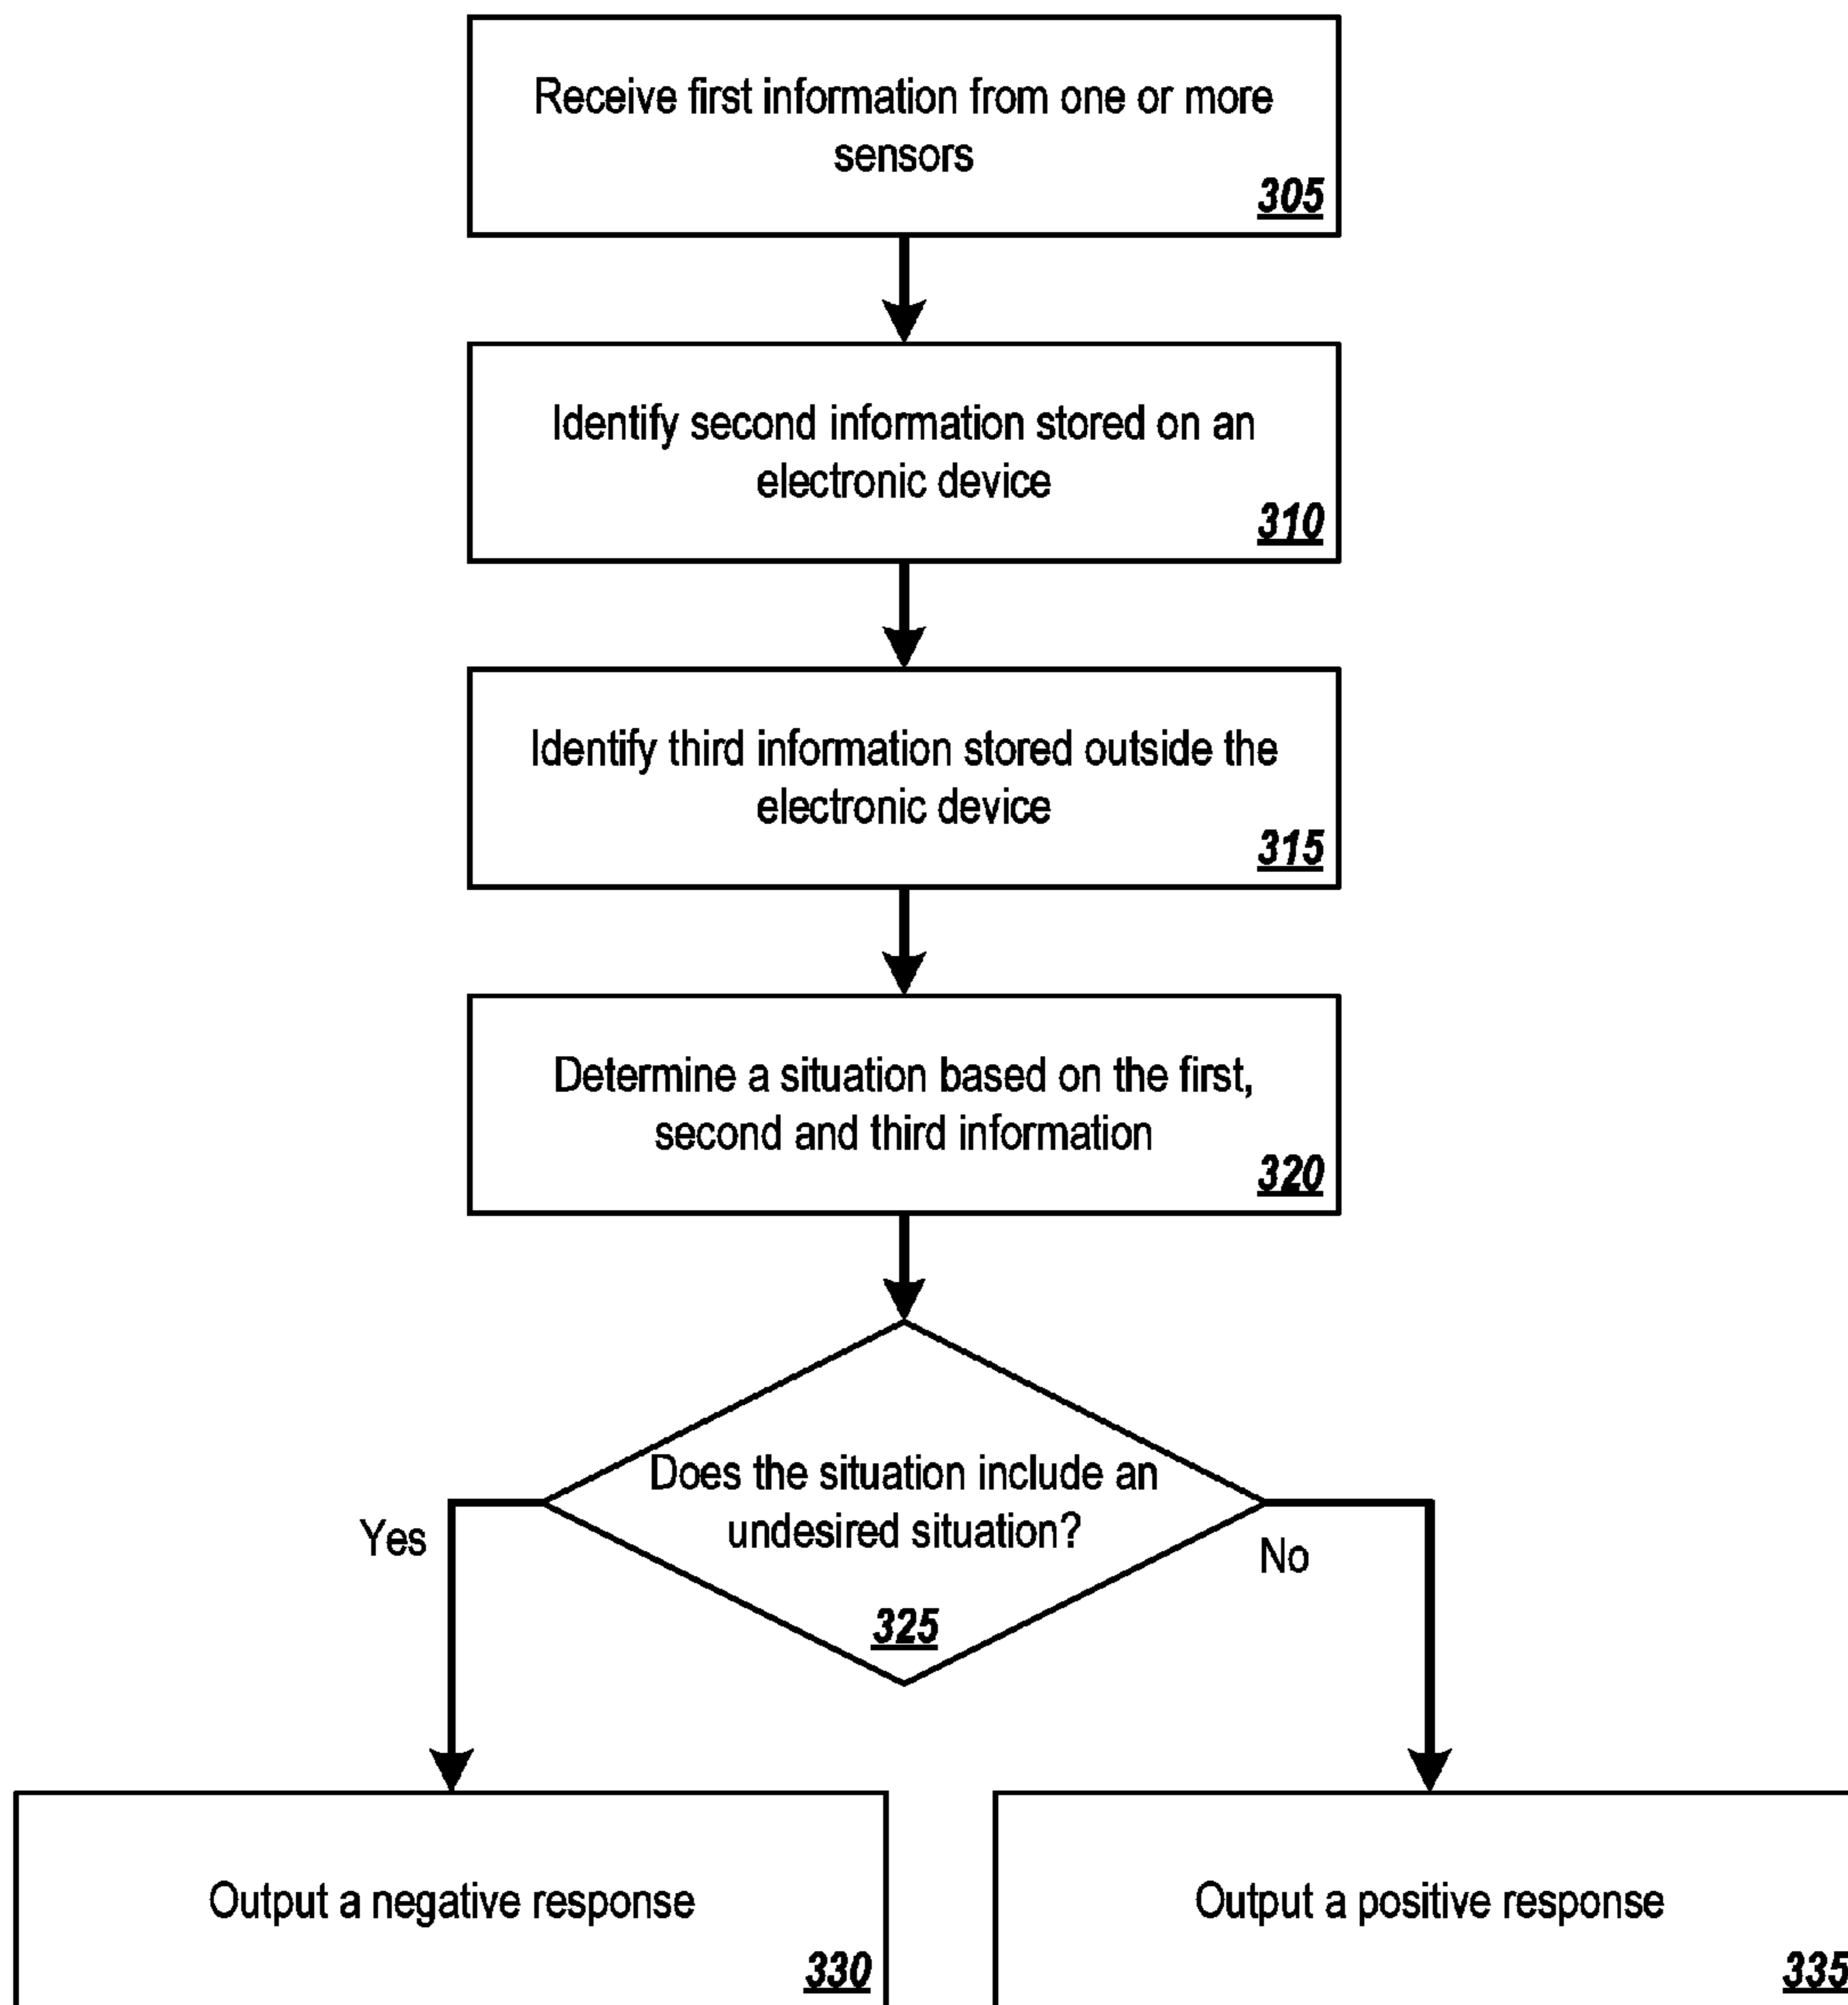 Receive first information from one or more
sensors
305
Identify second information stored on an
electronic device
310
Identify third information stored outside the
electronic device
315
Determine a situation based on the first,
second and third information
320
Does the situation include an
undesired situation?
325
Yes
No
Output a negative response
330
Output a positive response
335